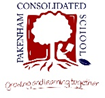 PAKENHAM CONSOLIDATED SCHOOL
Growing and learning together